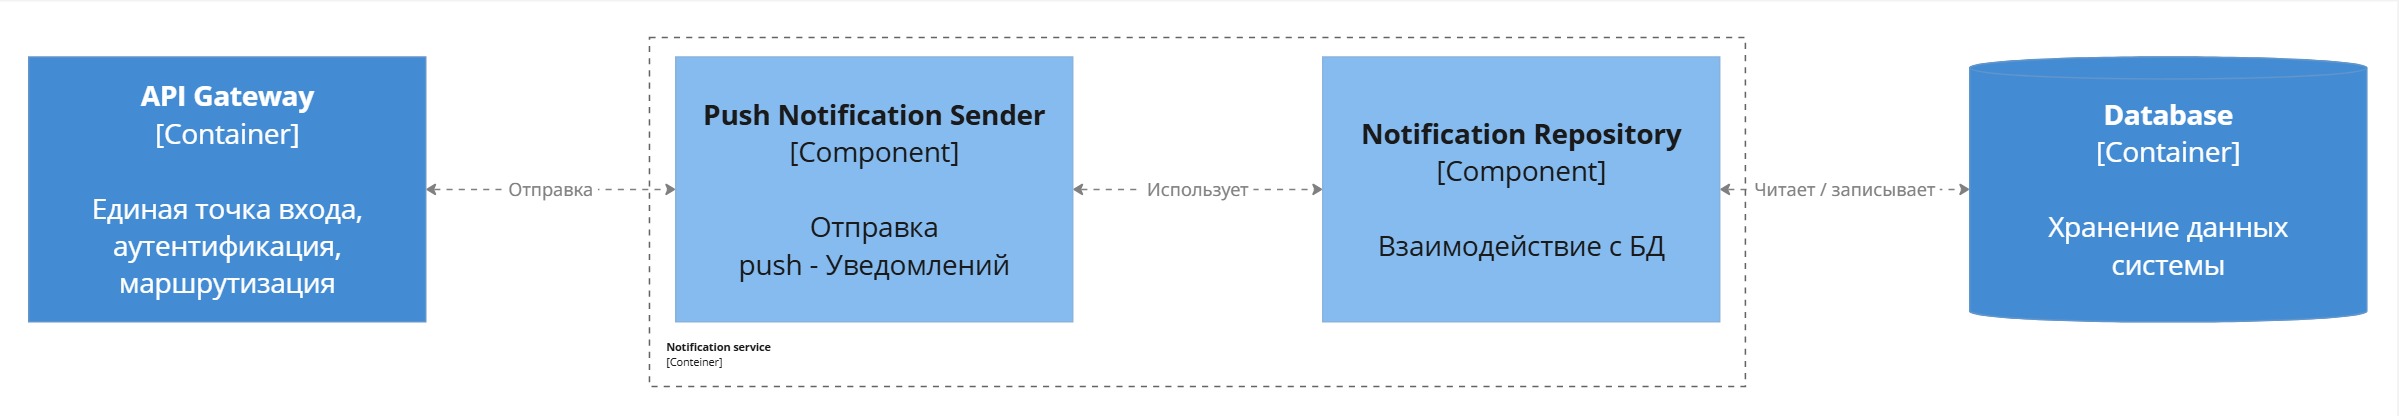 API Gateway
[Container]
Единая точка входа,
аутентификация,
маршрутизация
Отправка
Push Notification Sender
[Component]
Отправка
push - Уведомлений
Использует
Notification Repository
[Component]
Взаимодействие с БД
Читает / записывает
Database
[Container]
Хранение данных
системы
Notification service
[Conteiner]